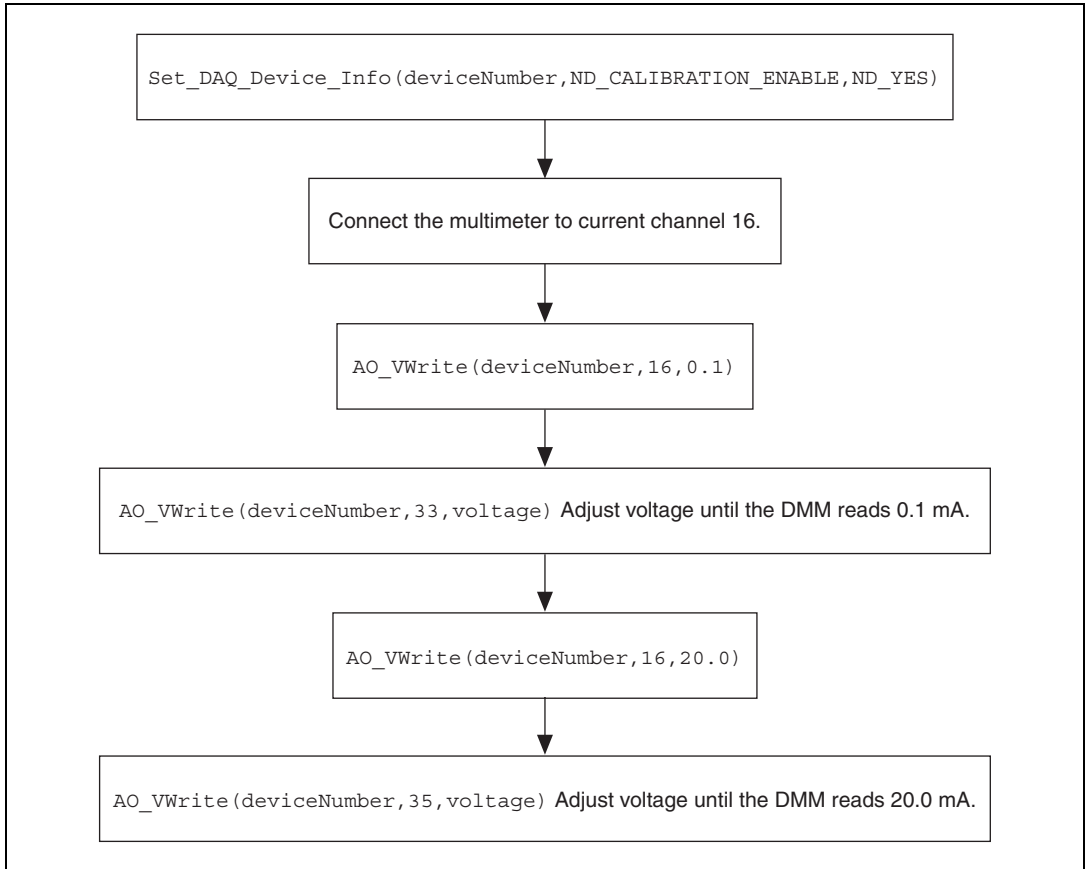 Set_DAQ_Device_Info(deviceNumber,ND_CALIBRATION_ENABLE,ND_YES)
Connect the multimeter to current channel 16.
AO_VWrite(deviceNumber,16,0.1)
AO_VWrite(deviceNumber,33,voltage) Adjust voltage until the DMM reads 0.1 mA.
AO_VWrite(deviceNumber,16,20.0)
AO_VWrite(deviceNumber,35,voltage) Adjust voltage until the DMM reads 20.0 mA.